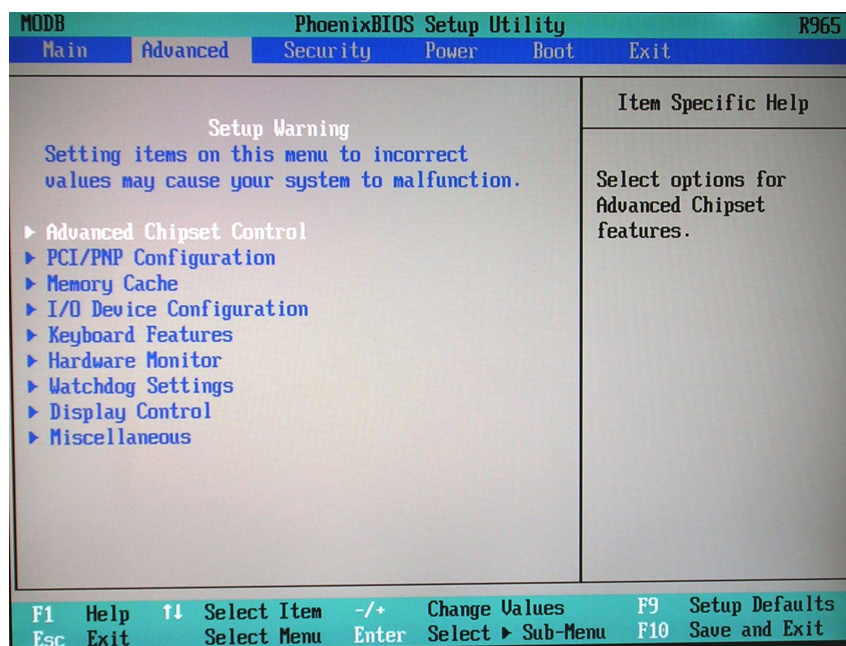 MODB PhoenixBIOS Setup Utility R965
Main Advanced Security Power Boot Exit
Item Specific Help
Setup Warning
Setting items on this menu to incorrect
values may cause your system to malfunction.
Select options for
Advanced Chipset
features.
▶ Advanced Chipset Control
▶ PCI/PNP Configuration
▶ Memory Cache
▶ I/O Device Configuration
▶ Keyboard Features
▶ Hardware Monitor
▶ Watchdog Settings
▶ Display Control
▶ Miscellaneous
F1 Help ↑↓ Select Item -/+ Change Values F9 Setup Defaults
Esc Exit Select Menu Enter Select ▶ Sub-Menu F10 Save and Exit